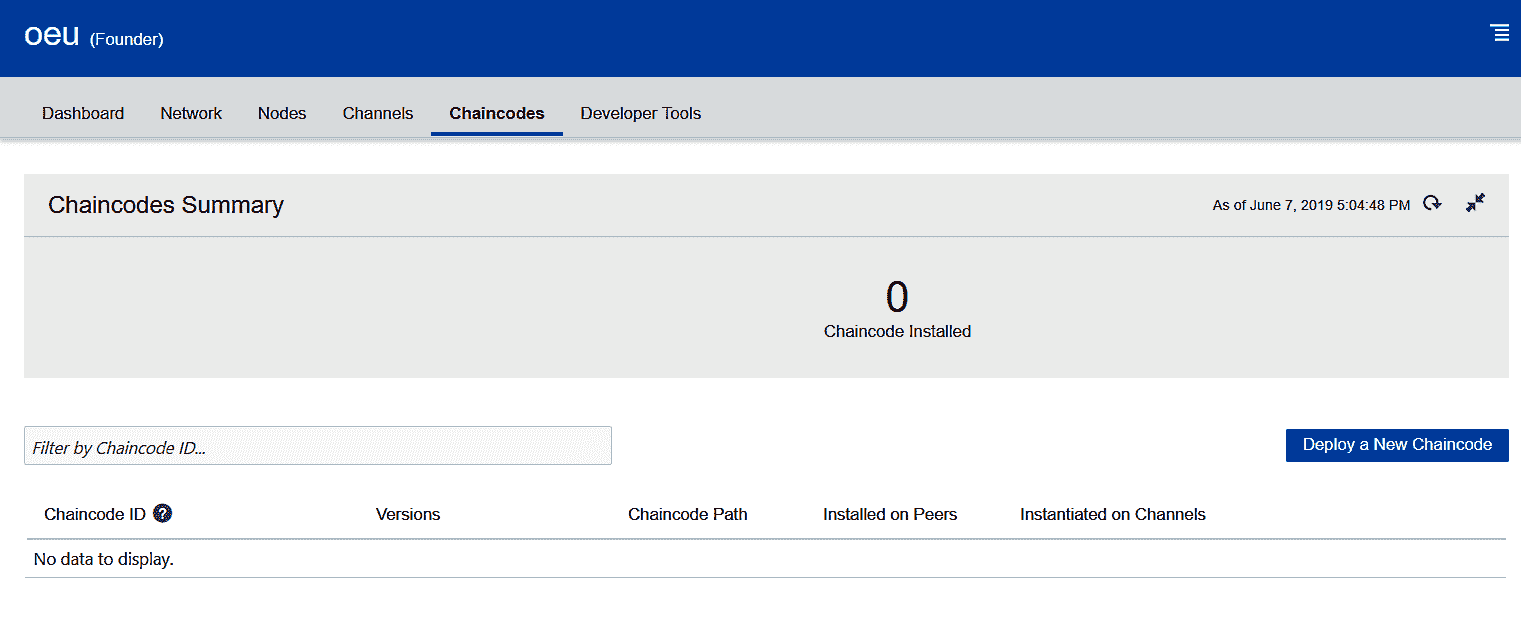 oeu (Founder)
Dashboard Network Nodes Channels Chaincodes Developer Tools
Chaincodes Summary As of June 7, 2019 5:04:48 PM
0
Chaincode Installed
Filter by Chaincode ID... Deploy a New Chaincode
Chaincode ID ? Versions Chaincode Path Installed on Peers Instantiated on Channels
No data to display.